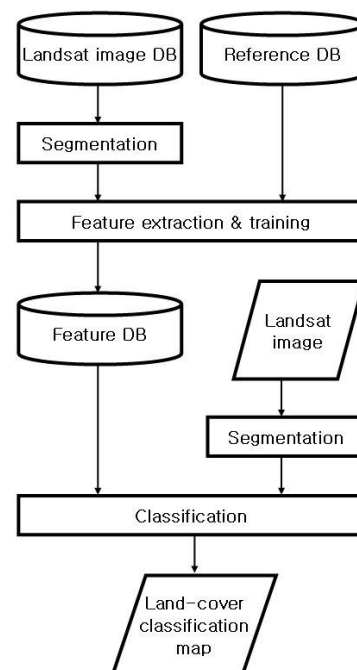 Landsat image DB
Reference DB
Segmentation
Feature extraction & training
Feature DB
Landsat
image
Segmentation
Classification
Land-cover
classification
map